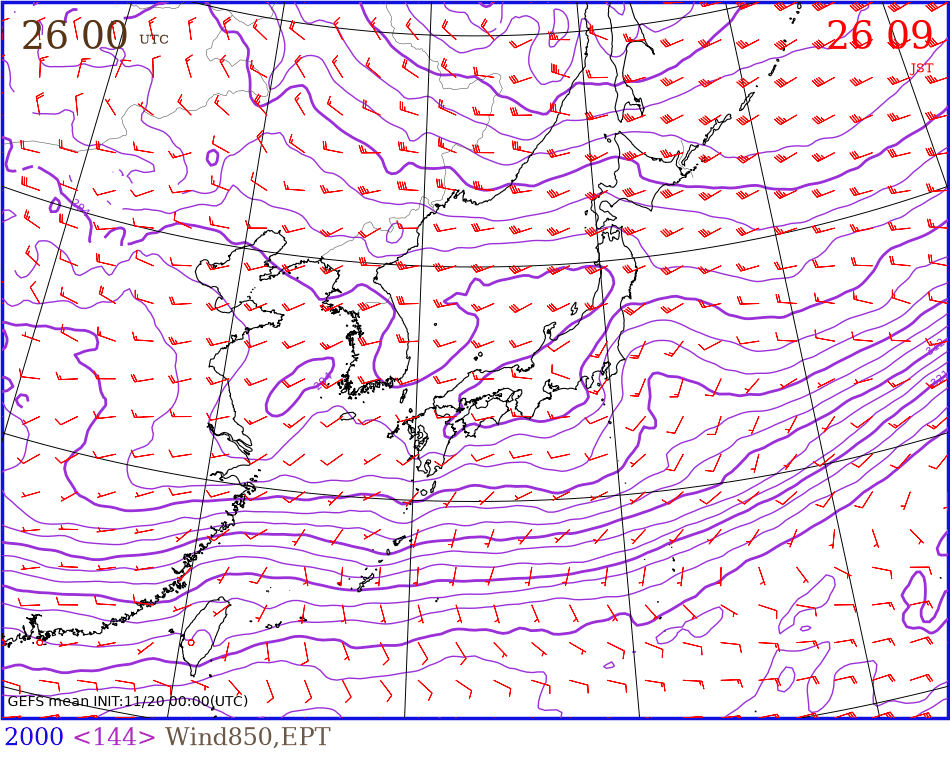 26 00 UTC
26 09
JST
GEFS mean INIT:11/20 00:00(UTC)
2000 <144> Wind850,EPT